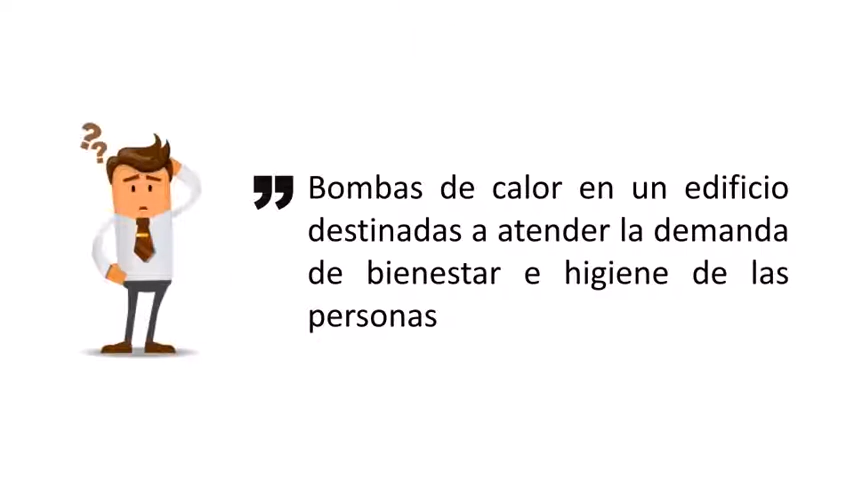 ??
” Bombas de calor en un edificio
destinadas a atender la demanda
de bienestar e higiene de las
personas